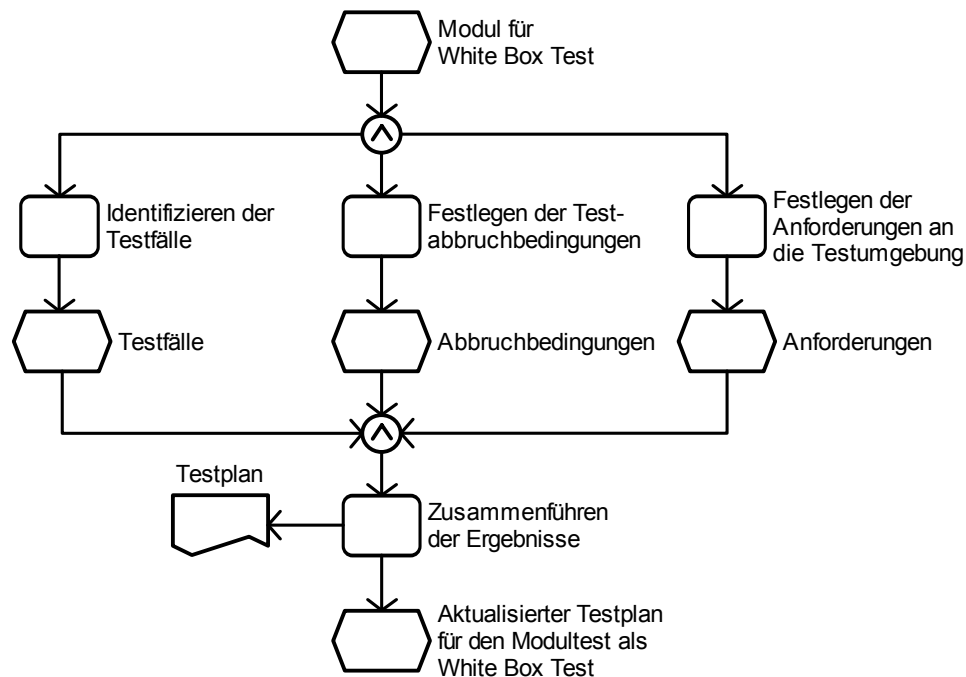 Modul für
White Box Test
Identifizieren der
Testfälle
Festlegen der Test-
abbruchbedingungen
Festlegen der
Anforderungen an
die Testumgebung
Testfälle
Abbruchbedingungen
Anforderungen
Testplan
Zusammenführen
der Ergebnisse
Aktualisierter Testplan
für den Modultest als
White Box Test